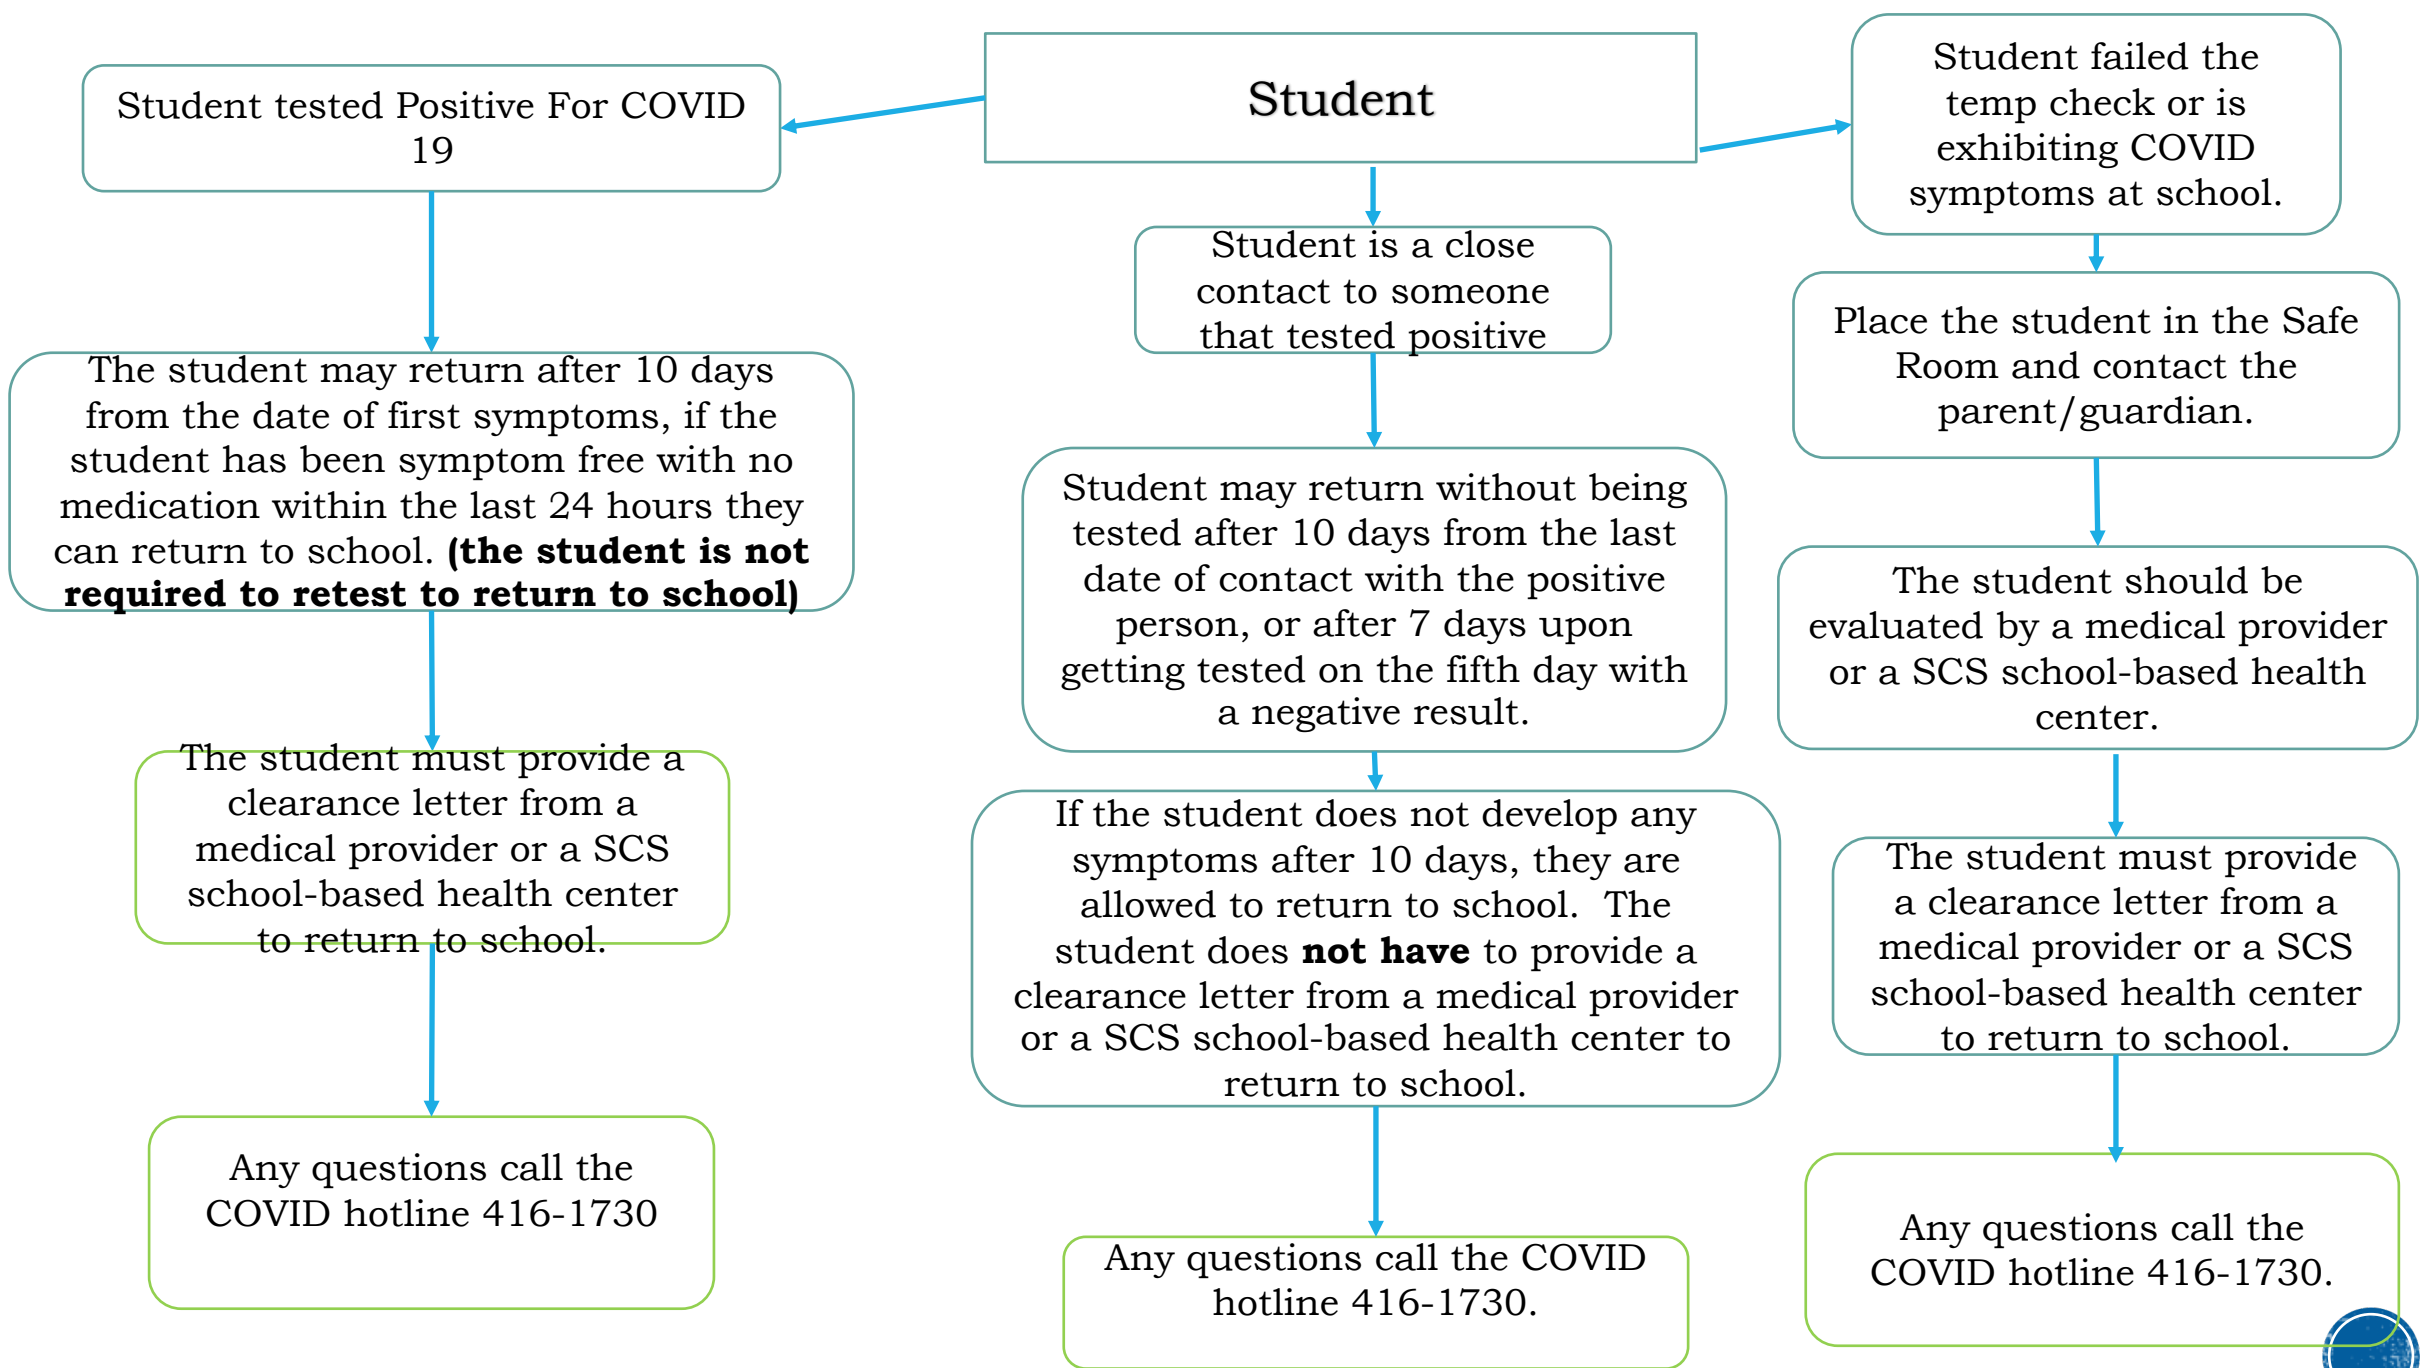 Student
Student tested Positive For COVID
19
The student may return after 10 days
from the date of first symptoms, if the
student has been symptom free with no
medication within the last 24 hours they
can return to school. (the student is not
required to retest to return to school)
The student must provide a
clearance letter from a
medical provider or a SCS
school-based health center
to return to school.
Any questions call the
COVID hotline 416-1730
Student is a close
contact to someone
that tested positive
Student may return without being
tested after 10 days from the last
date of contact with the positive
person, or after 7 days upon
getting tested on the fifth day with
a negative result.
If the student does not develop any
symptoms after 10 days, they are
allowed to return to school.  The
student does not have to provide a
clearance letter from a medical provider
or a SCS school-based health center to
return to school.
Any questions call the COVID
hotline 416-1730.
Student failed the
temp check or is
exhibiting COVID
symptoms at school.
Place the student in the Safe
Room and contact the
parent/guardian.
The student should be
evaluated by a medical provider
or a SCS school-based health
center.
The student must provide
a clearance letter from a
medical provider or a SCS
school-based health center
to return to school.
Any questions call the
COVID hotline 416-1730.